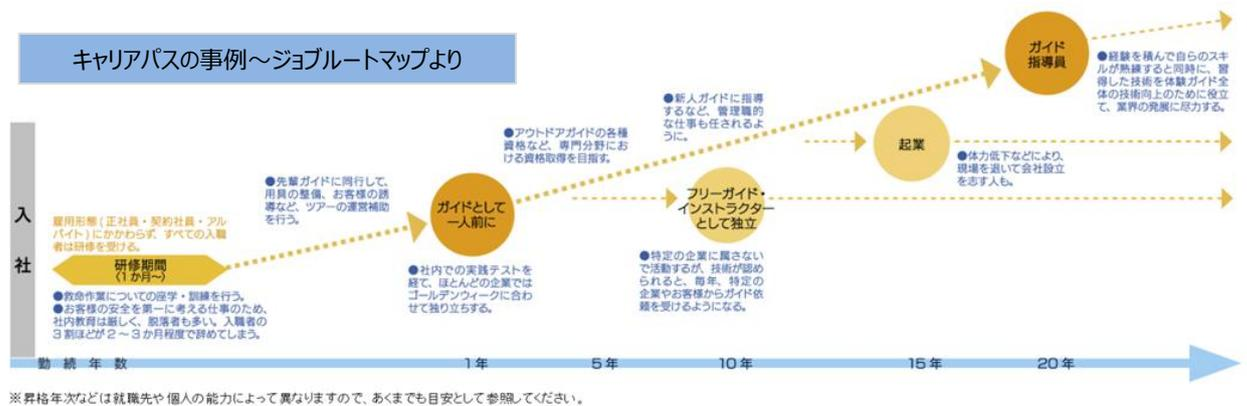 キャリアパスの事例~ジョブルートマップより
入
社
雇用形態(正社員・契約社員・アル
バイト)にかかわらず、すべての入職
者は研修を受ける。
研修期間
(1か月~)
●救命作業についての座学・訓練を行う。
●お客様の安全を第一に考える仕事のため、
社内教育は厳しく、脱落者も多い。入職者の
3割ほどが2~3か月程度で辞めてしまう。
●先輩ガイドに同行して、
用具の整備、お客様の誘
導など、ツアーの運営補助
を行う。
ガイドとして
一人前に
●社内での実践テストを
経て、ほとんどの企業では
ゴールデンウィークに合わ
せて独り立ちする。
●アウトドアガイドの各種
資格など、専門分野にお
ける資格取得を目指す。
●新人ガイドに指導
するなど、管理職的
な仕事も任されるよ
うに。
フリーガイド・
インストラクター
として独立
●特定の企業に属さない
で活動するが、技術が認め
られると、毎年、特定の
企業やお客様からガイド依
頼を受けるようになる。
起業
●体力低下などにより、
現場を退いて会社設立
を志す人も。
ガイド
指導員
●経験を積んで自らのスキ
ルが熟練すると同時に、習
得した技術を体験ガイド全
体の技術向上のために役立
て、業界の発展に尽力する。
勤続年数
1年
5年
10年
15年
20年
※昇格年次などは就職先や個人の能力によって異なりますので、あくまでも目安として参照してください。